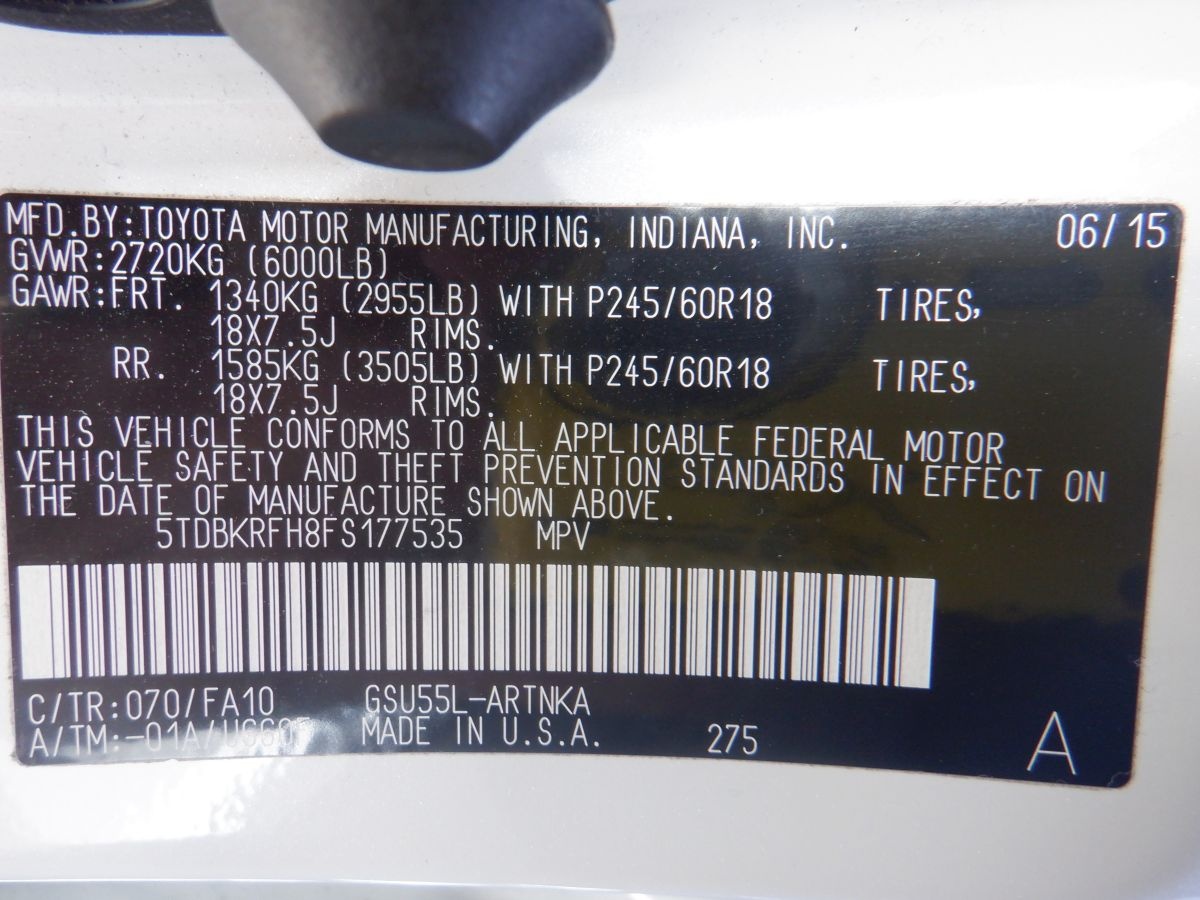 MFD.BY:TOYOTA MOTOR MANUFACTURING, INDIANA, INC. 06/15
GVWR:2720KG (6000LB)
GAWR:FRT. 1340KG (2955LB) WITH P245/60R18 TIRES,
18X7.5J RIMS.
RR. 1585KG (3505LB) WITH P245/60R18 TIRES,
18X7.5J RIMS.
THIS VEHICLE CONFORMS TO ALL APPLICABLE FEDERAL MOTOR
VEHICLE SAFETY AND THEFT PREVENTION STANDARDS IN EFFECT ON
THE DATE OF MANUFACTURE SHOWN ABOVE.
5TDBKRFH8FS177535 MPV
C/TR:070/FA10 GSU55L-ARTNKA
A/TM:-01A/ MADE IN U.S.A. 275 A